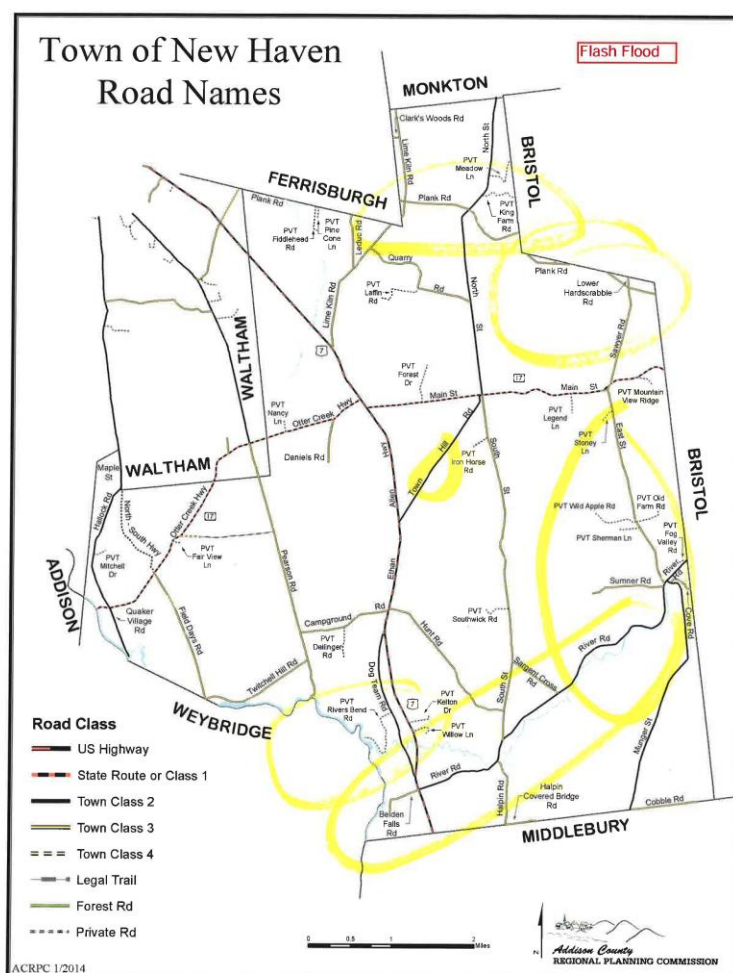 Town of New Haven
Road Names
Flash Flood
MONKTON
Clark's Woods Rd
Lime Kiln Rd
North St
BRISTOL
PVT
Meadow
Ln
FERRISBURGH
Plank Rd
Plank Rd
PVT
King
Farm Rd
PVT
Fiddlehead
Rd
PVT
Pine
Cone
Ln
Leduc Rd
Quarry
Rd
PVT
Laffin
Rd
Lime Kiln Rd
North
St
Plank Rd
Lower
Hardscrabble
Rd
Sawyer Rd
7
WALTHAM
PVT
Forest
Dr
17
Main St
Main
St
PVT Mountain
View Ridge
PVT
Nancy
Ln
Otter Creek
Hwy
PVT
Legend
Ln
PVT
Stoney
Ln
East
St
Daniels Rd
Town
Hill
Rd
PVT
Iron Horse
Rd
South
St
Maple
St
WALTHAM
Hallock Rd
North - South Hwy
Otter Creek Hwy
17
PVT
Fair View
Ln
PVT
Mitchell
Dr
Hwy
Allen
Ethan
Pearson Rd
PVT Wild Apple Rd
PVT Old
Farm Rd
PVT Sherman Ln
PVT
Fog
Valley
Rd
BRISTOL
River
Rd
Sumner Rd
Cove Rd
ADDISON
Quaker
Village
Rd
Field Days Rd
Campground
Rd
PVT
Dellinger
Rd
Hunt Rd
PVT
Southwick Rd
River Rd
Sargent Cross
Rd
Twitchell Hill Rd
WEYBRIDGE
Dog Team Rd
7
PVT
Rivers Bend
Rd
PVT
Kelton
Dr
PVT
Willow Ln
South St
Munger St
River Rd
Belden
Falls
Rd
Halpin Rd
Halpin
Covered Bridge
Rd
Cobble Rd
MIDDLEBURY
Road Class
US Highway
State Route or Class 1
Town Class 2
Town Class 3
Town Class 4
Legal Trail
Forest Rd
Private Rd
0 0.5 1 2
Miles
N
Addison County
REGIONAL PLANNING COMMISSION
ACRPC 1/2014